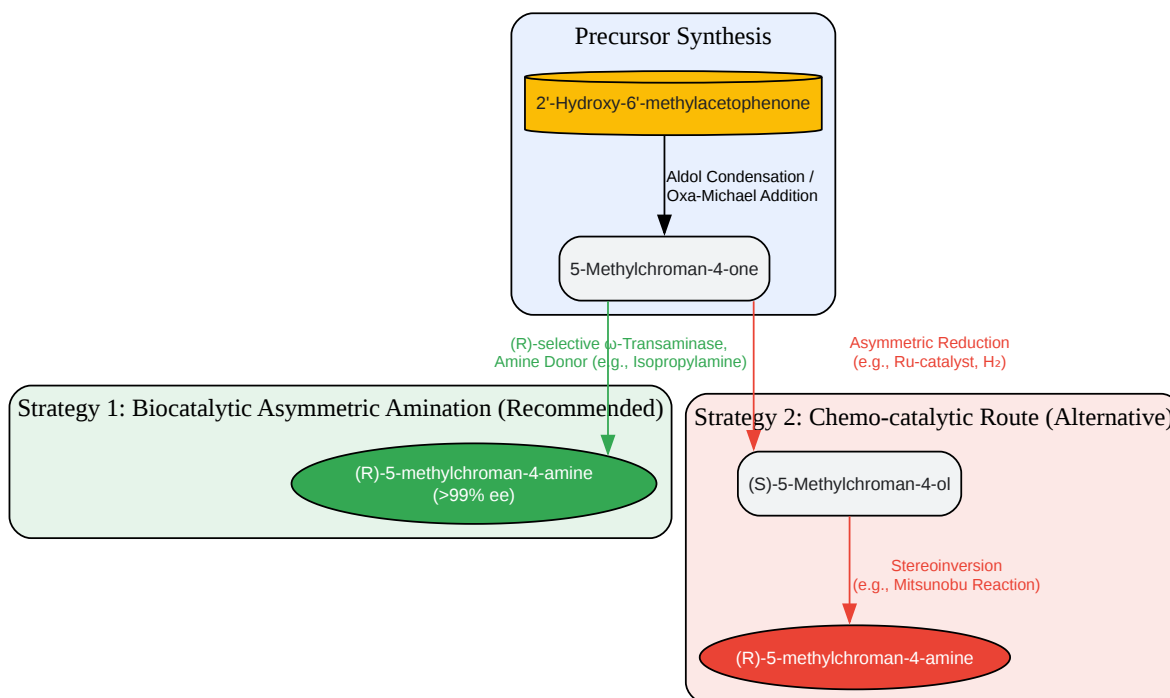 Precursor Synthesis
2'-Hydroxy-6'-methylacetophenone
Aldol Condensation /
Oxa-Michael Addition
5-Methylchroman-4-one
(R)-selective ω-Transaminase,
Amine Donor (e.g., Isopropylamine)
Asymmetric Reduction
(e.g., Ru-catalyst, H₂)
Strategy 1: Biocatalytic Asymmetric Amination (Recommended)
(R)-5-methylchroman-4-amine
(>99% ee)
Strategy 2: Chemo-catalytic Route (Alternative)
(S)-5-Methylchroman-4-ol
Stereoinversion
(e.g., Mitsunobu Reaction)
(R)-5-methylchroman-4-amine